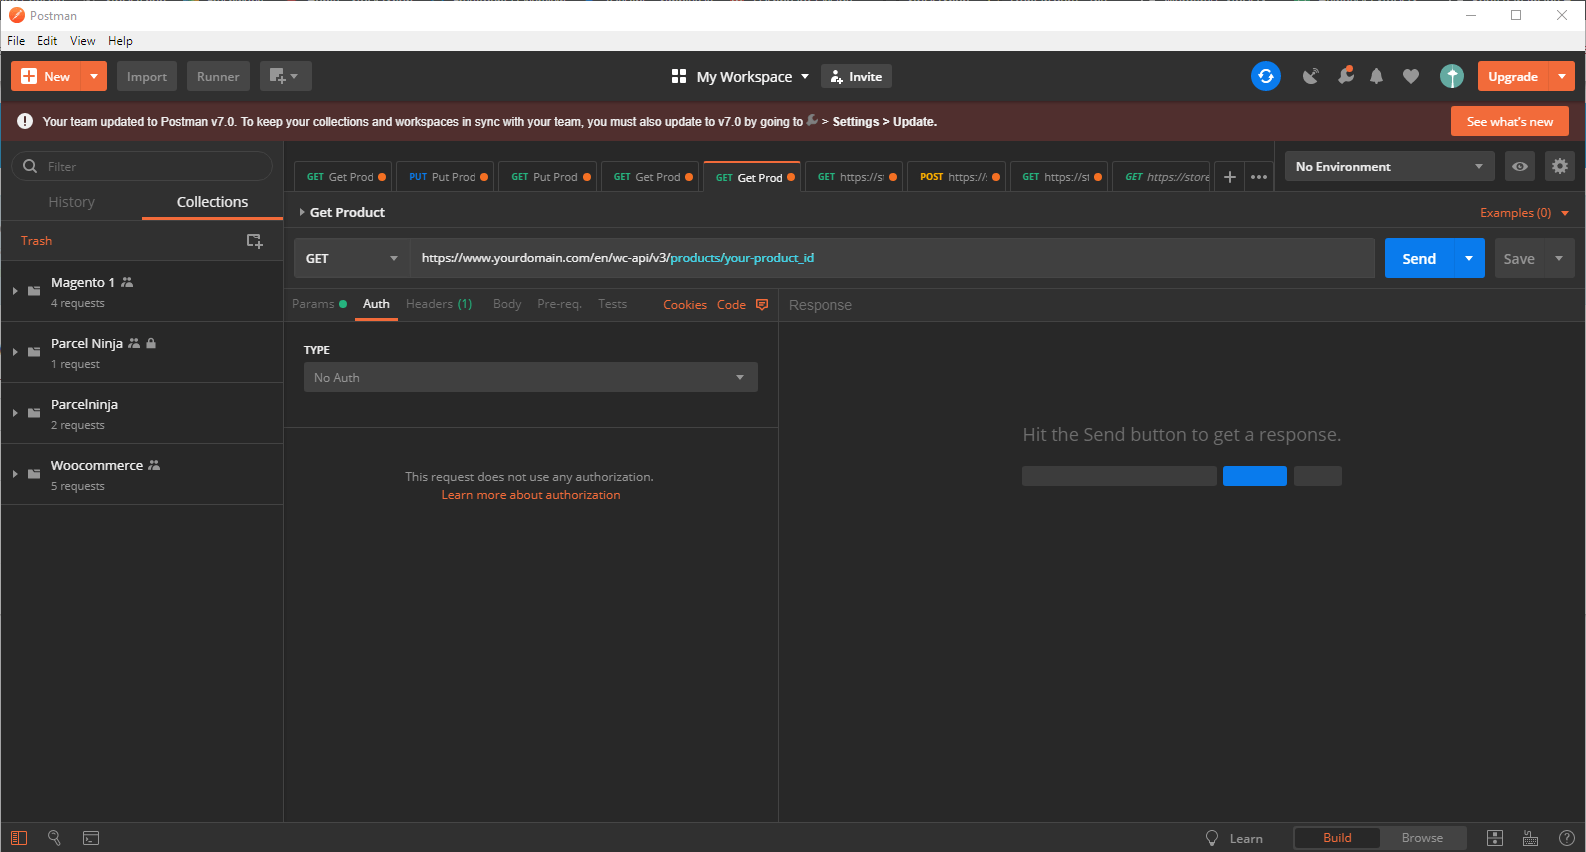 Postman
File Edit View Help
New Import Runner My Workspace Invite Upgrade
Your team updated to Postman v7.0. To keep your collections and workspaces in sync with your team, you must also update to v7.0 by going to > Settings > Update. See what's new
Filter
History Collections
Trash
Magento 1
4 requests
Parcel Ninja
1 request
Parcelninja
2 requests
Woocommerce
5 requests
GET Get Prod PUT Put Prod GET Put Prod GET Get Prod GET Get Prod GET https://st POST https:// GET https://st GET https://store
No Environment
Get Product Examples (0)
GET https://www.yourdomain.com/en/wc-api/v3/products/your-product_id Send Save
Params Auth Headers (1) Body Pre-req. Tests Cookies Code Response
TYPE
No Auth
This request does not use any authorization.
Learn more about authorization
Hit the Send button to get a response.
Learn Build Browse